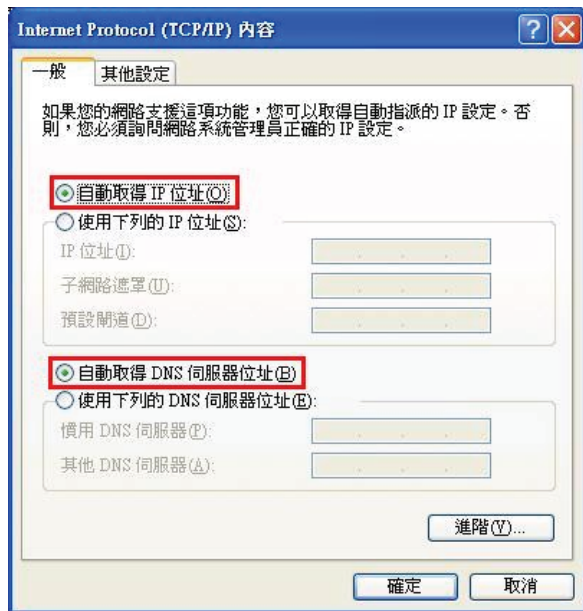 Internet Protocol (TCP/IP) 內容
一般 其他設定
如果您的網路支援這項功能，您可以取得自動指派的 IP 設定。否
則，您必須詢問網路系統管理員正確的 IP 設定。
自動取得 IP 位址(O)
使用下列的 IP 位址(S):
IP 位址(I):
子網路遮罩(U):
預設閘道(D):
自動取得 DNS 伺服器位址(B)
使用下列的 DNS 伺服器位址(E):
慣用 DNS 伺服器(P):
其他 DNS 伺服器(A):
進階(V)...
確定 取消